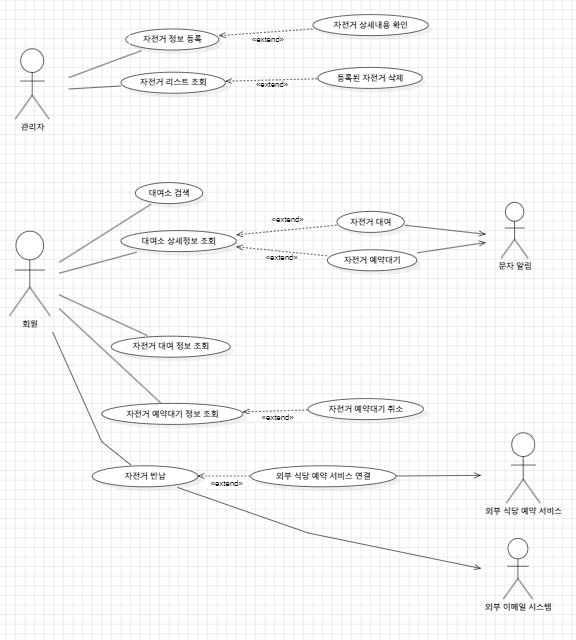 자전거 상세내용 확인
자전거 정보 등록
«extend»
등록된 자전거 삭제
자전거 리스트 조회
«extend»
관리자
대여소 검색
«extend»
자전거 대여
대여소 상세정보 조회
«extend»
자전거 예약대기
문자 알림
회원
자전거 대여 정보 조회
자전거 예약대기 취소
자전거 예약대기 정보 조회
«extend»
자전거 반납
외부 식당 예약 서비스 연결
«extend»
외부 식당 예약 서비스
외부 이메일 시스템